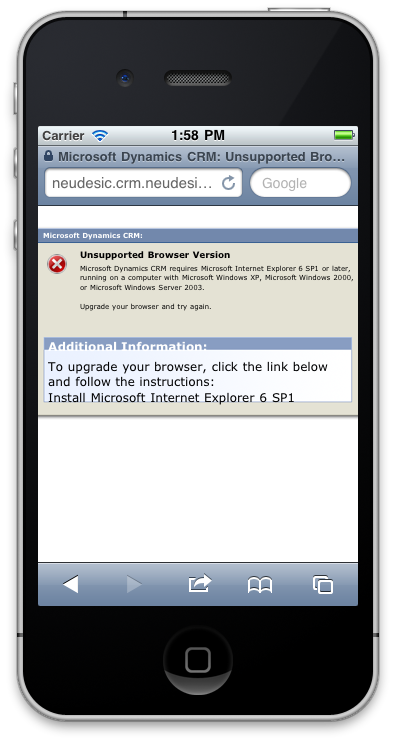 Carrier 1:58 PM
Microsoft Dynamics CRM: Unsupported Bro...
neudesic.crm.neudesi... Google
Microsoft Dynamics CRM:
Unsupported Browser Version
Microsoft Dynamics CRM requires Microsoft Internet Explorer 6 SP1 or later,
running on a computer with Microsoft Windows XP, Microsoft Windows 2000,
or Microsoft Windows Server 2003.
Upgrade your browser and try again.
Additional Information:
To upgrade your browser, click the link below
and follow the instructions:
Install Microsoft Internet Explorer 6 SP1